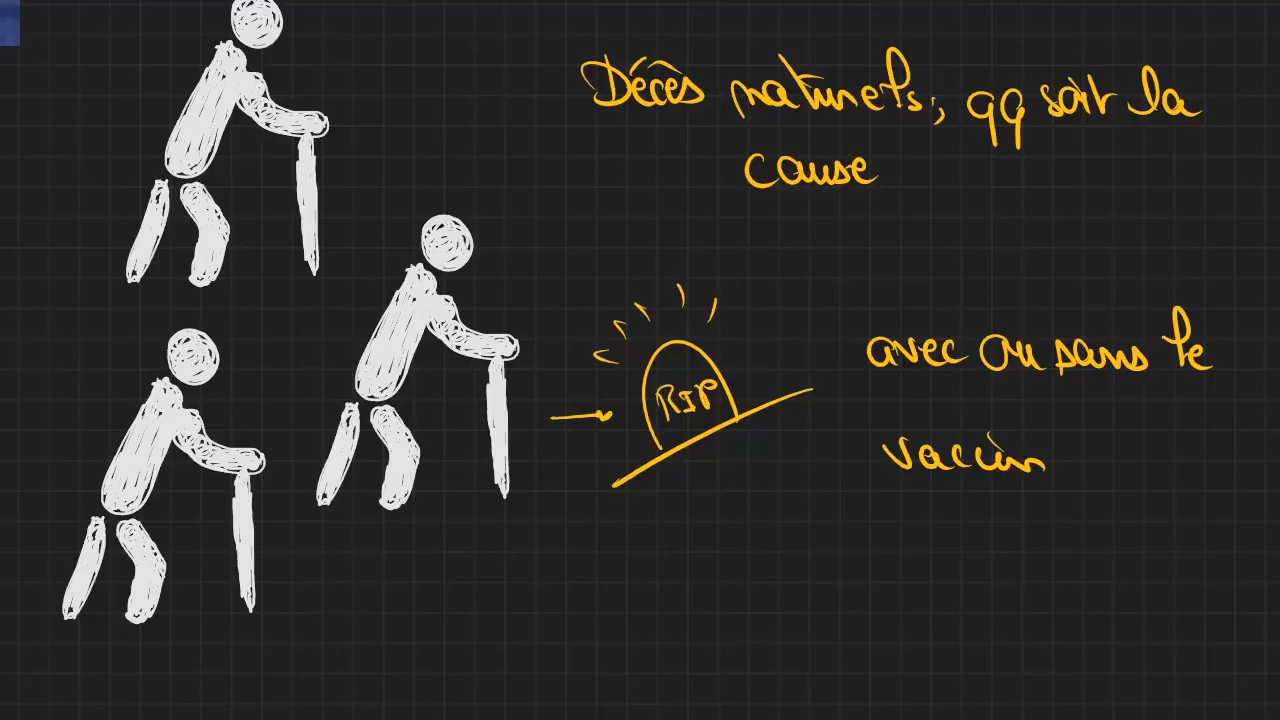 Décès naturels, qq soit la
cause
RIP
avec ou sans le
vaccin